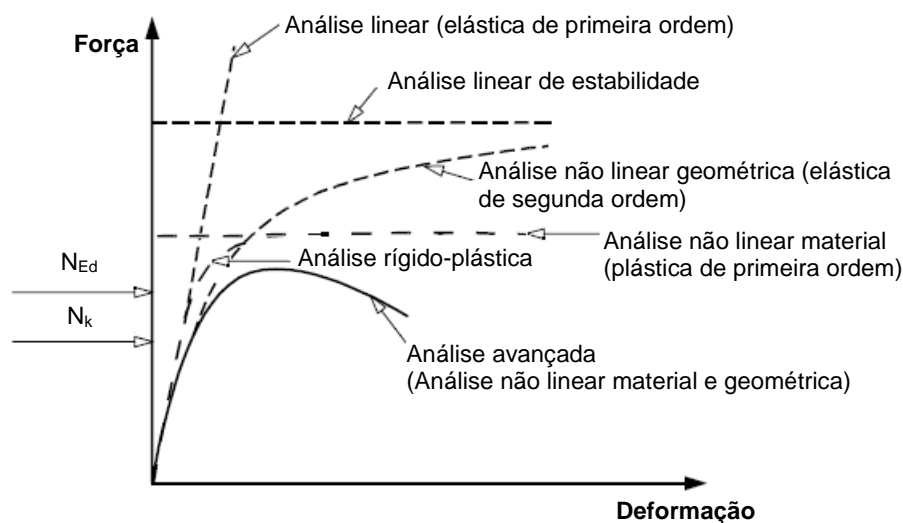 Análise linear (elástica de primeira ordem)
Força
Análise linear de estabilidade
Análise não linear geométrica (elástica
de segunda ordem)
Análise não linear material
(plástica de primeira ordem)
Análise rígido-plástica
NEd
Nk
Análise avançada
(Análise não linear material e geométrica)
Deformação